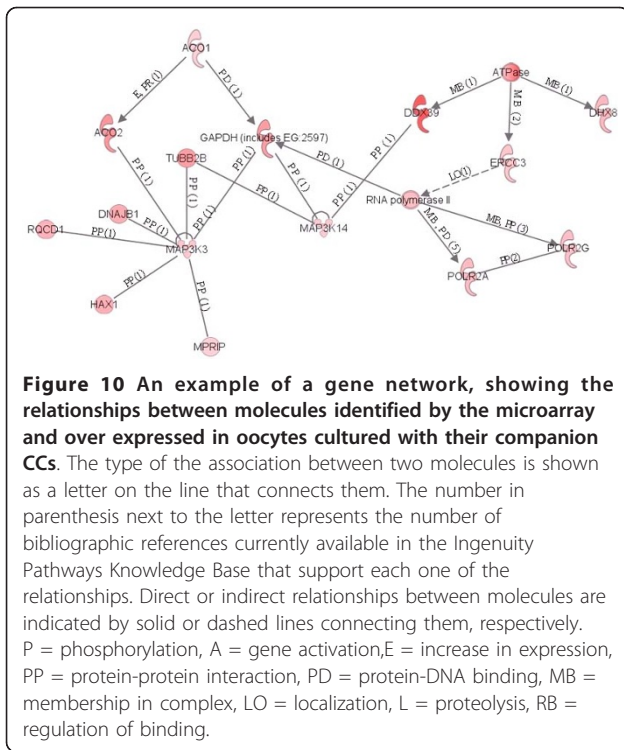 ACO1
ATPase
E, PR (1)
PD (1)
MB (1)
MB (1)
DDX39
MB (2)
DHX8
ACO2
GAPDH (includes EG:2597)
TUBB2B
PD (1)
PP (1)
ERCC3
PP (1)
PP (1)
PP (1)
PP (1)
PP (1)
PP (1)
LO(1)
RNA polymerase II
DNAJB1
PP (1)
RQCD1
PP(1)
MAP3K14
MB, PP (3)
MAP3K3
MB, PD (5)
POLR2G
PP(2)
PP(1)
PP (1)
POLR2A
HAX1
MPRIP
Figure 10 An example of a gene network, showing the
relationships between molecules identified by the microarray
and over expressed in oocytes cultured with their companion
CCs. The type of the association between two molecules is shown
as a letter on the line that connects them. The number in
parenthesis next to the letter represents the number of
bibliographic references currently available in the Ingenuity
Pathways Knowledge Base that support each one of the
relationships. Direct or indirect relationships between molecules are
indicated by solid or dashed lines connecting them, respectively.
P = phosphorylation, A = gene activation,E = increase in expression,
PP = protein-protein interaction, PD = protein-DNA binding, MB =
membership in complex, LO = localization, L = proteolysis, RB =
regulation of binding.